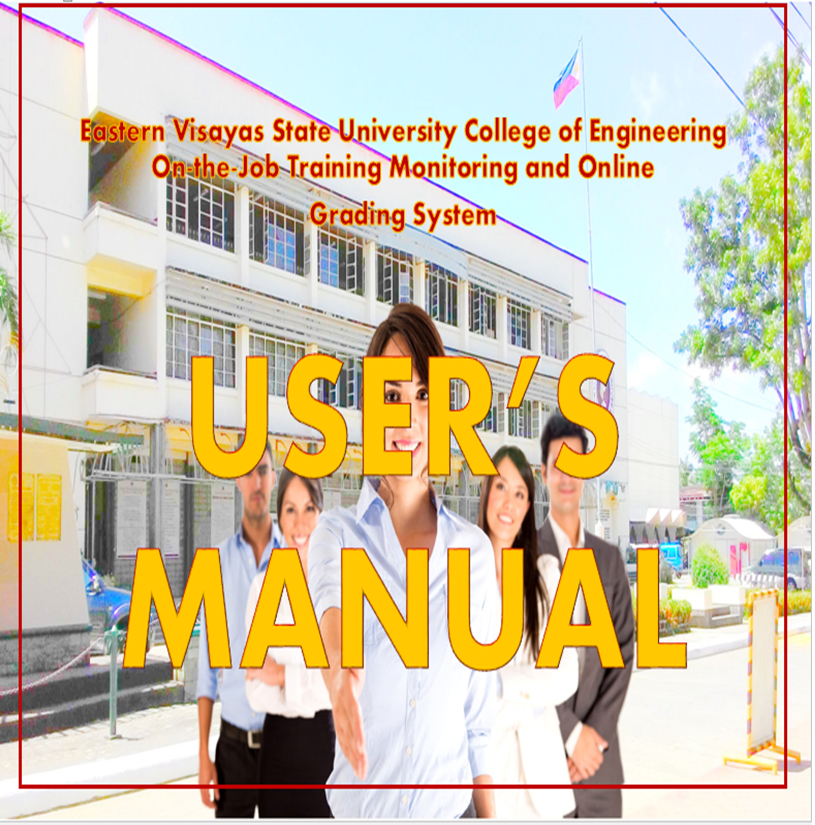 Eastern Visayas State University College of Engineering
On-the-Job Training Monitoring and Online
Grading System
USER’S
MANUAL